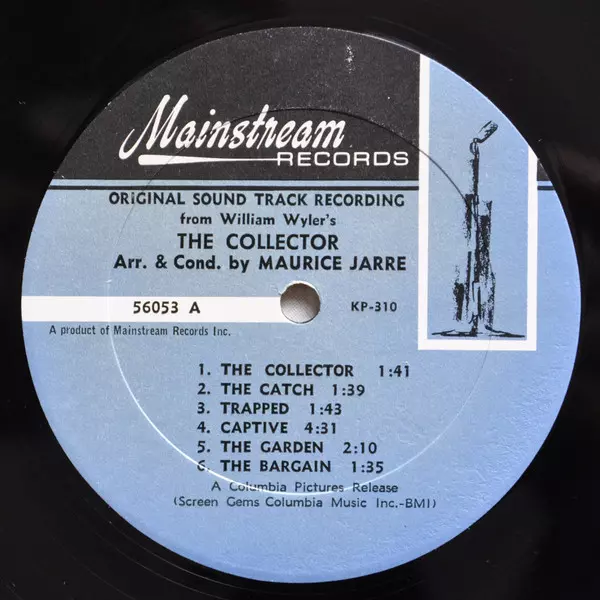 Mainstream
RECORDS
ORIGINAL SOUND TRACK RECORDING
from William Wyler's
THE COLLECTOR
Arr. & Cond. by MAURICE JARRE
56053 A KP-310
A product of Mainstream Records Inc.
1. THE COLLECTOR 1:41
2. THE CATCH 1:39
3. TRAPPED 1:43
4. CAPTIVE 4:31
5. THE GARDEN 2:10
6. THE BARGAIN 1:35
A Columbia Pictures Release
(Screen Gems Columbia Music Inc.-BMI)